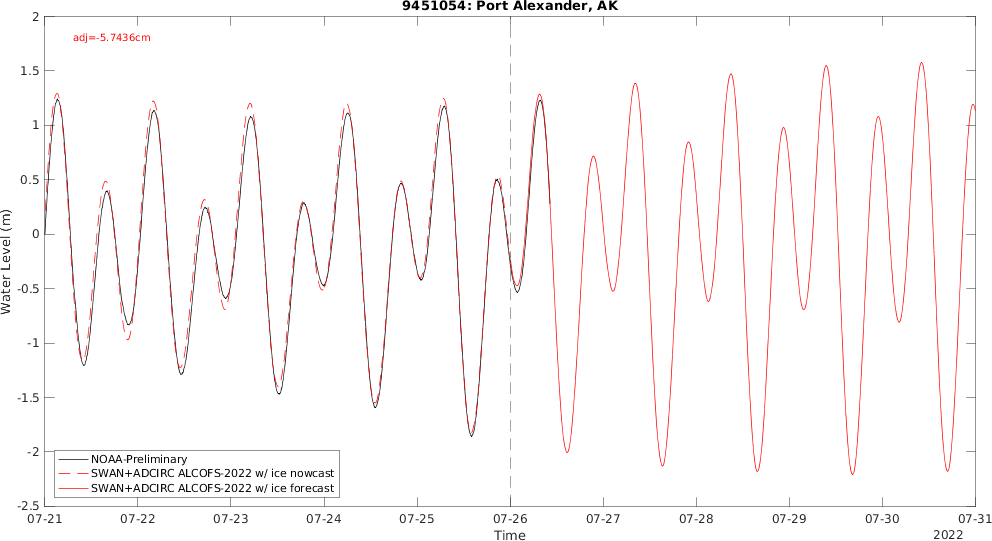 9451054: Port Alexander, AK
adj=-5.7436cm
2
1.5
1
0.5
0
-0.5
-1
-1.5
-2
-2.5
Water Level (m)
NOAA-Preliminary
SWAN+ADCIRC ALCOFS-2022 w/ ice nowcast
SWAN+ADCIRC ALCOFS-2022 w/ ice forecast
07-21 07-22 07-23 07-24 07-25 07-26 07-27 07-28 07-29 07-30 07-31
Time
2022